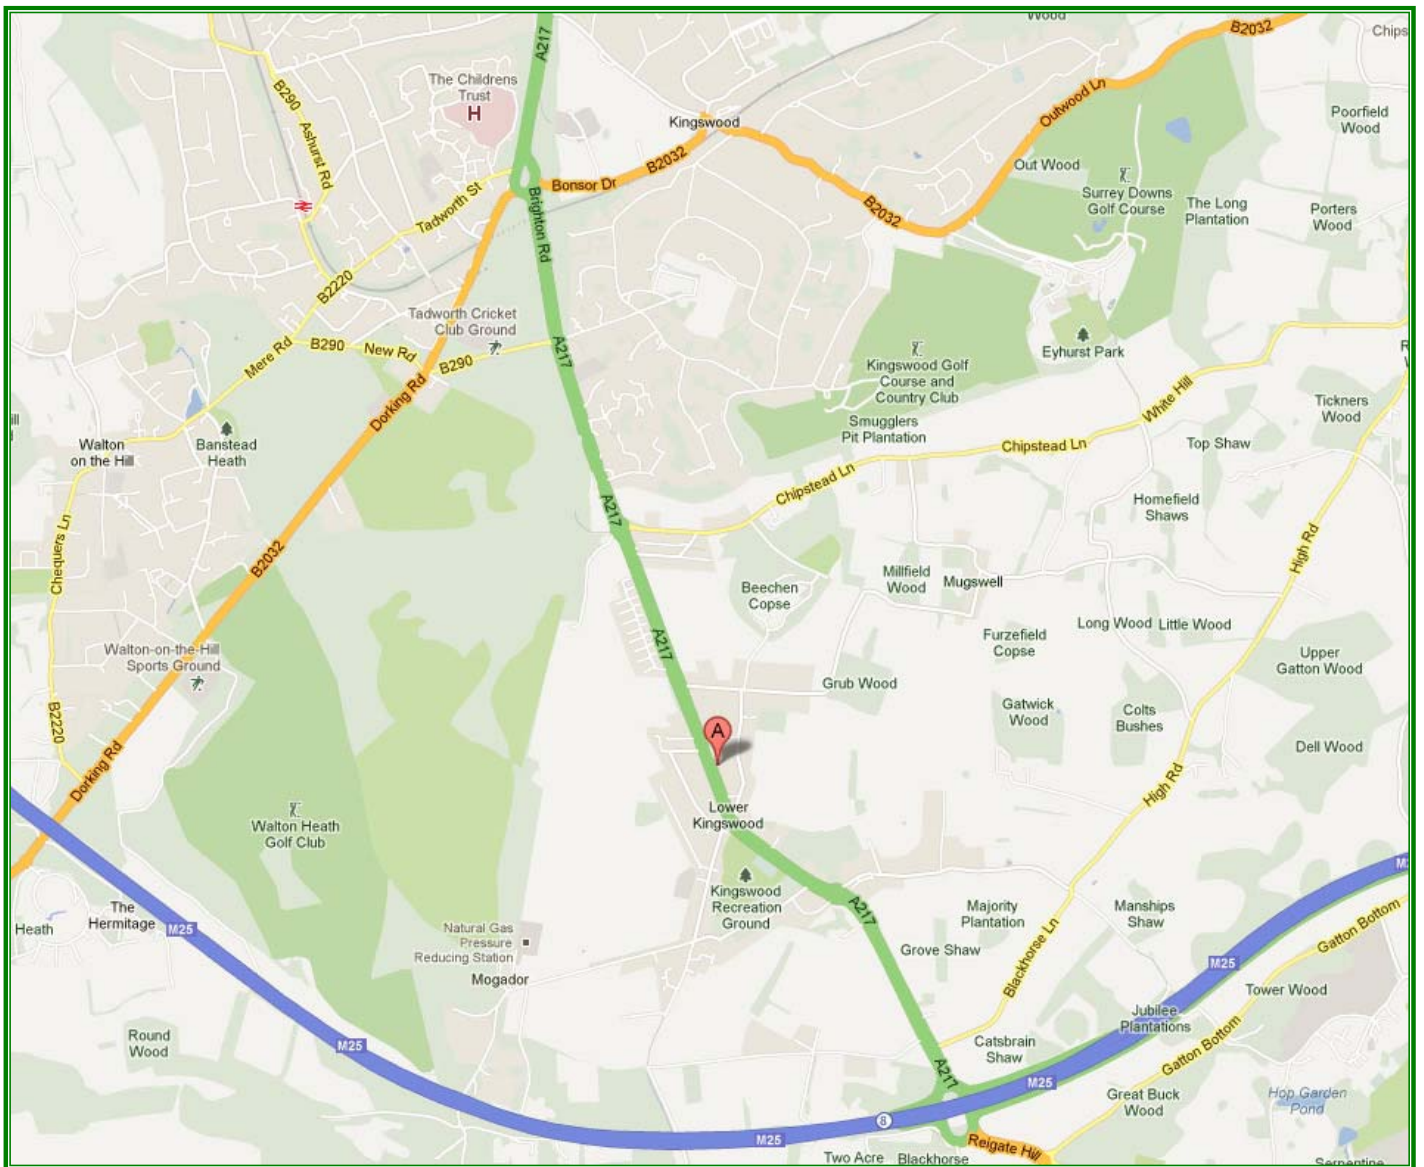 Wood
B2032
Chips
A217
The Childrens
Trust
H
B290
Ashurst Rd
Kingswood
Outwood Ln
Poorfield
Wood
B2032
Bonsor Dr
Out Wood
Surrey Downs
Golf Course
The Long
Plantation
Porters
Wood
Tadworth St
Brighton Rd
B2032
B2220
Tadworth Cricket
Club Ground
Mere Rd
B290
New Rd
B290
A217
Eyhurst Park
Kingswood Golf
Course and
Country Club
Dorking Rd
White Hill
Tickners
Wood
Smugglers
Pit Plantation
Walton
on the Hill
Banstead
Heath
Chipstead Ln
Top Shaw
Chipstead Ln
A217
Homefield
Shaws
Chequers Ln
B2032
High Rd
Beechen
Copse
Millfield
Wood
Mugswell
Long Wood
Little Wood
Furzefield
Copse
A217
Walton-on-the-Hill
Sports Ground
Upper
Gatton Wood
Grub Wood
Gatwick
Wood
Colts
Bushes
B2220
A
Dell Wood
Dorking Rd
High Rd
Lower
Kingswood
Walton Heath
Golf Club
Kingswood
Recreation
Ground
The
Hermitage
Heath
M25
A217
Majority
Plantation
Manships
Shaw
Natural Gas
Pressure
Reducing Station
Mogador
Grove Shaw
Blackhorse Ln
Gatton Bottom
M25
Tower Wood
Jubilee
Plantations
Round
Wood
M25
Catsbrain
Shaw
Gatton Bottom
A217
M25
Great Buck
Wood
Hop Garden
Pond
8
M25
Reigate Hill
Two Acre
Blackhorse
Serpentine